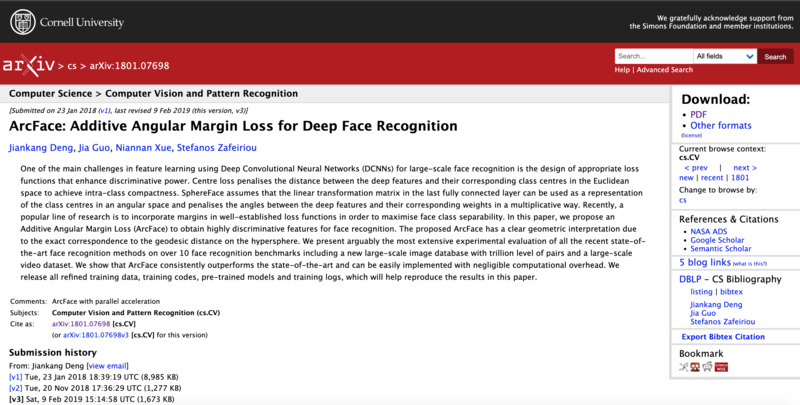 Cornell University
We gratefully acknowledge support from
the Simons Foundation and member institutions.
arXiv > cs > arXiv:1801.07698
Search...
All fields
Search
Help | Advanced Search
Computer Science > Computer Vision and Pattern Recognition
[Submitted on 23 Jan 2018 (v1), last revised 9 Feb 2019 (this version, v3)]
ArcFace: Additive Angular Margin Loss for Deep Face Recognition
Jiankang Deng, Jia Guo, Niannan Xue, Stefanos Zafeiriou
One of the main challenges in feature learning using Deep Convolutional Neural Networks (DCNNs) for large-scale face recognition is the design of appropriate loss
functions that enhance discriminative power. Centre loss penalises the distance between the deep features and their corresponding class centres in the Euclidean
space to achieve intra-class compactness. SphereFace assumes that the linear transformation matrix in the last fully connected layer can be used as a representation
of the class centres in an angular space and penalises the angles between the deep features and their corresponding weights in a multiplicative way. Recently, a
popular line of research is to incorporate margins in well-established loss functions in order to maximise face class separability. In this paper, we propose an
Additive Angular Margin Loss (ArcFace) to obtain highly discriminative features for face recognition. The proposed ArcFace has a clear geometric interpretation due
to the exact correspondence to the geodesic distance on the hypersphere. We present arguably the most extensive experimental evaluation of all the recent state-of-
the-art face recognition methods on over 10 face recognition benchmarks including a new large-scale image database with trillion level of pairs and a large-scale
video dataset. We show that ArcFace consistently outperforms the state-of-the-art and can be easily implemented with negligible computational overhead. We
release all refined training data, training codes, pre-trained models and training logs, which will help reproduce the results in this paper.
Comments: ArcFace with parallel acceleration
Subjects: Computer Vision and Pattern Recognition (cs.CV)
Cite as: arXiv:1801.07698 [cs.CV]
(or arXiv:1801.07698v3 [cs.CV] for this version)
Submission history
From: Jiankang Deng [view email]
[v1] Tue, 23 Jan 2018 18:39:19 UTC (8,985 KB)
[v2] Tue, 20 Nov 2018 17:36:29 UTC (1,277 KB)
[v3] Sat, 9 Feb 2019 15:14:58 UTC (1,673 KB)
Download:
• PDF
• Other formats
(license)
Current browse context:
cs.CV
< prev | next >
new | recent | 1801
Change to browse by:
cs
References & Citations
• NASA ADS
• Google Scholar
• Semantic Scholar
5 blog links (what is this?)
DBLP - CS Bibliography
listing | bibtex
Jiankang Deng
Jia Guo
Stefanos Zafeiriou
Export Bibtex Citation
Bookmark